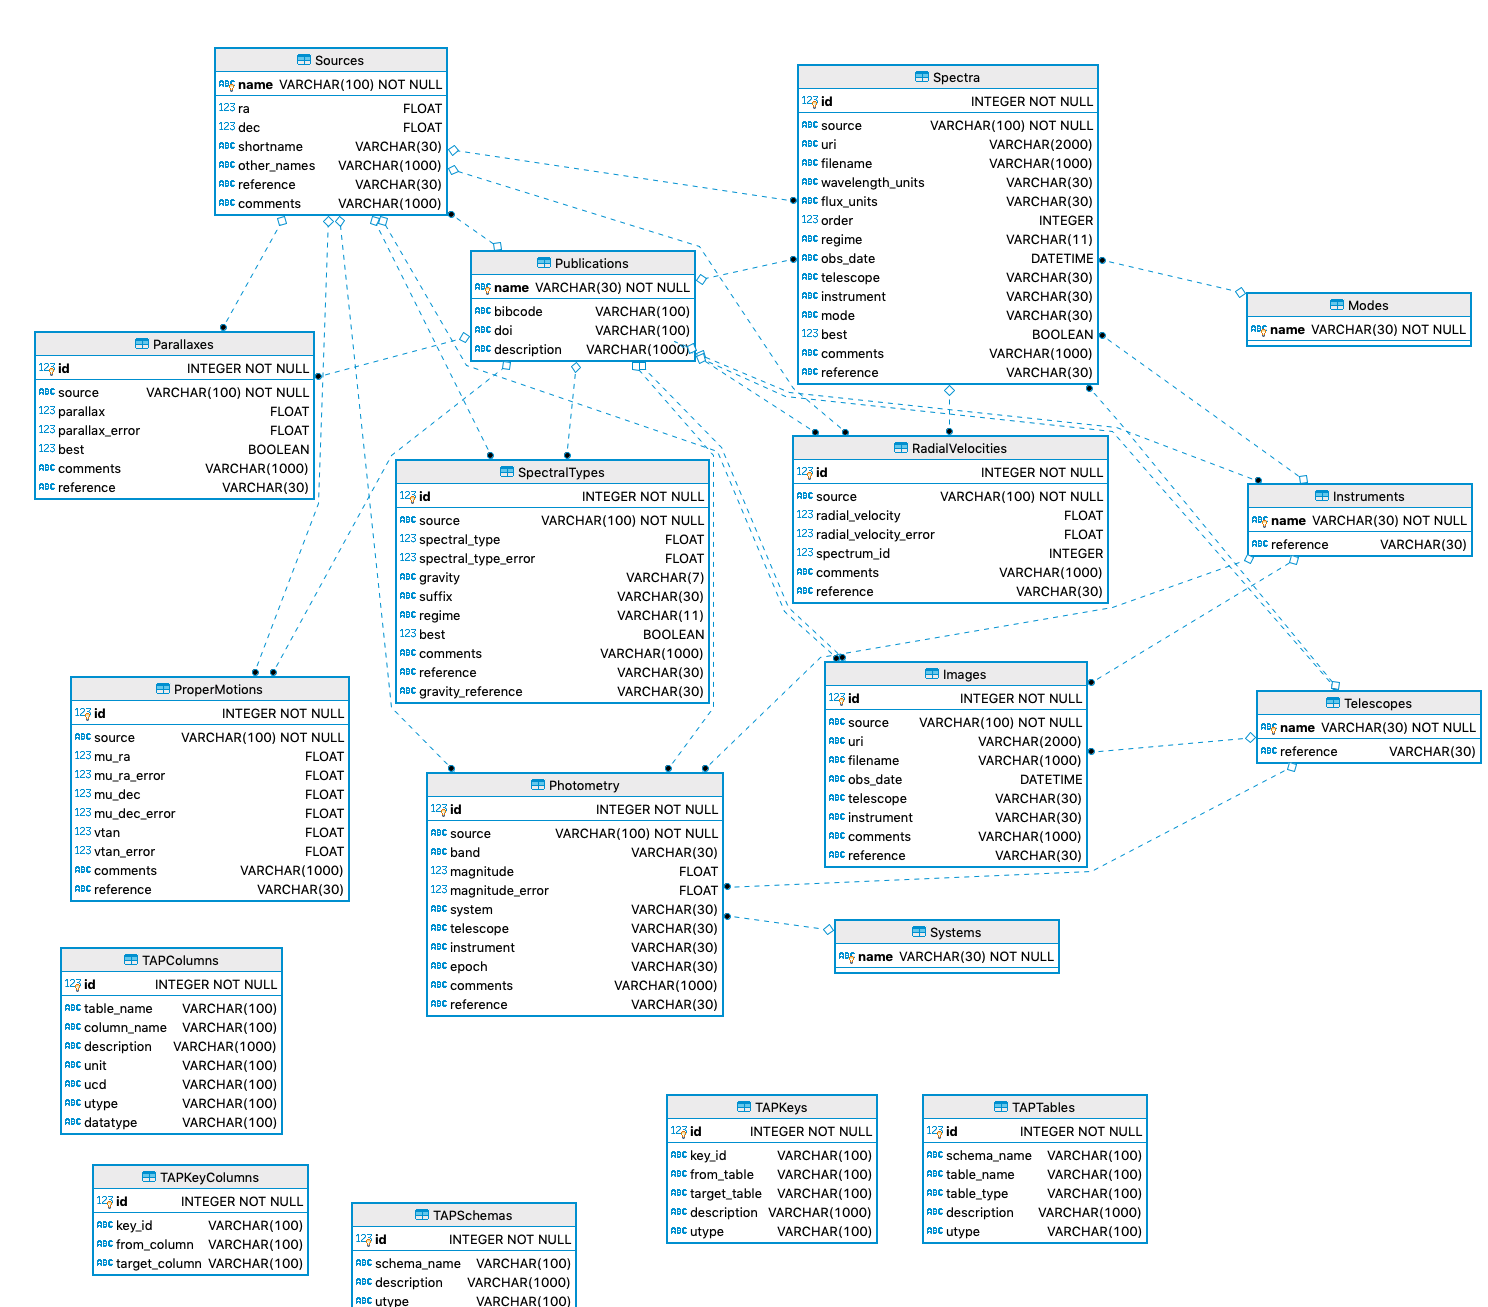 Sources
name VARCHAR(100) NOT NULL
ra FLOAT
dec FLOAT
shortname VARCHAR(30)
other_names VARCHAR(1000)
reference VARCHAR(30)
comments VARCHAR(1000)
Spectra
id INTEGER NOT NULL
source VARCHAR(100) NOT NULL
uri VARCHAR(2000)
filename VARCHAR(1000)
wavelength_units VARCHAR(30)
flux_units VARCHAR(30)
order INTEGER
regime VARCHAR(11)
obs_date DATETIME
telescope VARCHAR(30)
instrument VARCHAR(30)
mode VARCHAR(30)
best BOOLEAN
comments VARCHAR(1000)
reference VARCHAR(30)
Publications
name VARCHAR(30) NOT NULL
bibcode VARCHAR(100)
doi VARCHAR(100)
description VARCHAR(1000)
Modes
name VARCHAR(30) NOT NULL
Parallaxes
id INTEGER NOT NULL
source VARCHAR(100) NOT NULL
parallax FLOAT
parallax_error FLOAT
best BOOLEAN
comments VARCHAR(1000)
reference VARCHAR(30)
SpectralTypes
id INTEGER NOT NULL
source VARCHAR(100) NOT NULL
spectral_type FLOAT
spectral_type_error FLOAT
gravity VARCHAR(7)
suffix VARCHAR(30)
regime VARCHAR(11)
best BOOLEAN
comments VARCHAR(1000)
reference VARCHAR(30)
gravity_reference VARCHAR(30)
RadialVelocities
id INTEGER NOT NULL
source VARCHAR(100) NOT NULL
radial_velocity FLOAT
radial_velocity_error FLOAT
spectrum_id INTEGER
comments VARCHAR(1000)
reference VARCHAR(30)
Instruments
name VARCHAR(30) NOT NULL
reference VARCHAR(30)
ProperMotions
id INTEGER NOT NULL
source VARCHAR(100) NOT NULL
mu_ra FLOAT
mu_ra_error FLOAT
mu_dec FLOAT
mu_dec_error FLOAT
vtan FLOAT
vtan_error FLOAT
comments VARCHAR(1000)
reference VARCHAR(30)
Images
id INTEGER NOT NULL
source VARCHAR(100) NOT NULL
uri VARCHAR(2000)
filename VARCHAR(1000)
obs_date DATETIME
telescope VARCHAR(30)
instrument VARCHAR(30)
comments VARCHAR(1000)
reference VARCHAR(30)
Telescopes
name VARCHAR(30) NOT NULL
reference VARCHAR(30)
Photometry
id INTEGER NOT NULL
source VARCHAR(100) NOT NULL
band VARCHAR(30)
magnitude FLOAT
magnitude_error FLOAT
system VARCHAR(30)
telescope VARCHAR(30)
instrument VARCHAR(30)
epoch VARCHAR(30)
comments VARCHAR(1000)
reference VARCHAR(30)
Systems
name VARCHAR(30) NOT NULL
TAPColumns
id INTEGER NOT NULL
table_name VARCHAR(100)
column_name VARCHAR(100)
description VARCHAR(1000)
unit VARCHAR(100)
ucd VARCHAR(100)
utype VARCHAR(100)
datatype VARCHAR(100)
TAPKeys
id INTEGER NOT NULL
key_id VARCHAR(100)
from_table VARCHAR(100)
target_table VARCHAR(100)
description VARCHAR(1000)
utype VARCHAR(100)
TAPTables
id INTEGER NOT NULL
schema_name VARCHAR(100)
table_name VARCHAR(100)
table_type VARCHAR(100)
description VARCHAR(1000)
utype VARCHAR(100)
TAPKeyColumns
id INTEGER NOT NULL
key_id VARCHAR(100)
from_column VARCHAR(100)
target_column VARCHAR(100)
TAPSchemas
id INTEGER NOT NULL
schema_name VARCHAR(100)
description VARCHAR(1000)
utype VARCHAR(100)